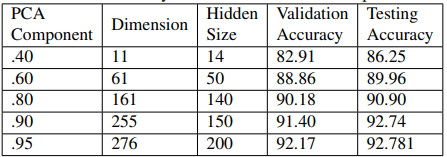 PCA Component Dimension Hidden Size Validation Accuracy Testing Accuracy
.40 11 14 82.91 86.25
.60 61 50 88.86 89.96
.80 161 140 90.18 90.90
.90 255 150 91.40 92.74
.95 276 200 92.17 92.781